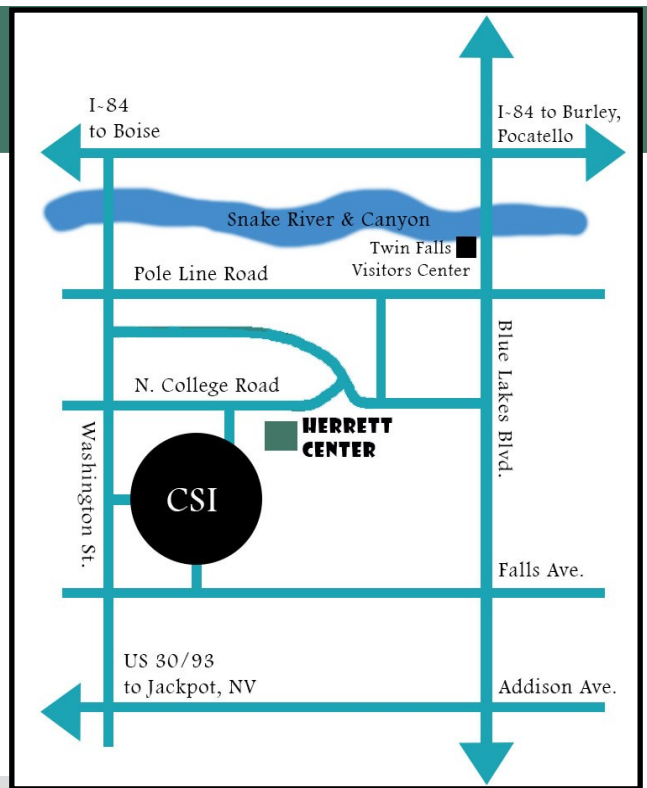 I~84
to Boise
I~84 to Burley,
Pocatello
Snake River & Canyon
Twin Falls
Visitors Center
Pole Line Road
Blue Lakes Blvd.
N. College Road
HERRETT
CENTER
Washington St.
CSI
Falls Ave.
US 30/93
to Jackpot, NV
Addison Ave.